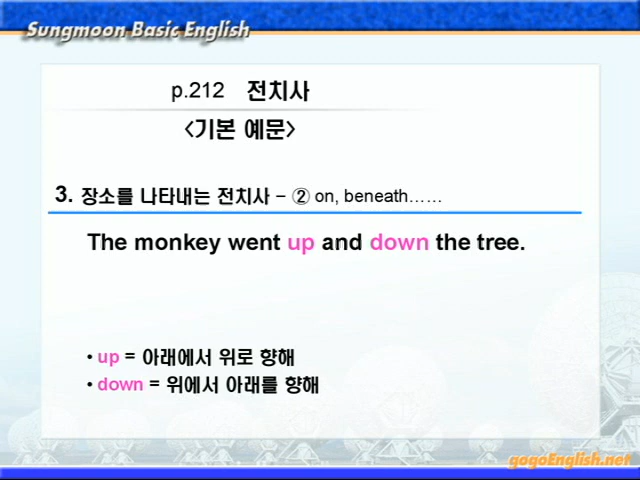 Sungmoon Basic English
p.212 전치사
<기본 예문>
3. 장소를 나타내는 전치사 - ② on, beneath……
The monkey went up and down the tree.
• up = 아래에서 위로 향해
• down = 위에서 아래를 향해
gogoEnglish.net